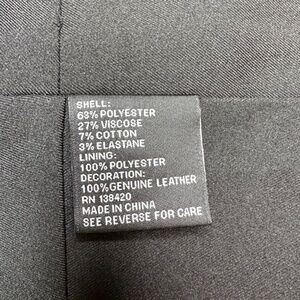 SHELL:
63% POLYESTER
27% VISCOSE
7% COTTON
3% ELASTANE
LINING:
100% POLYESTER
DECORATION:
100%GENUINE LEATHER
RN 138420
MADE IN CHINA
SEE REVERSE FOR CARE